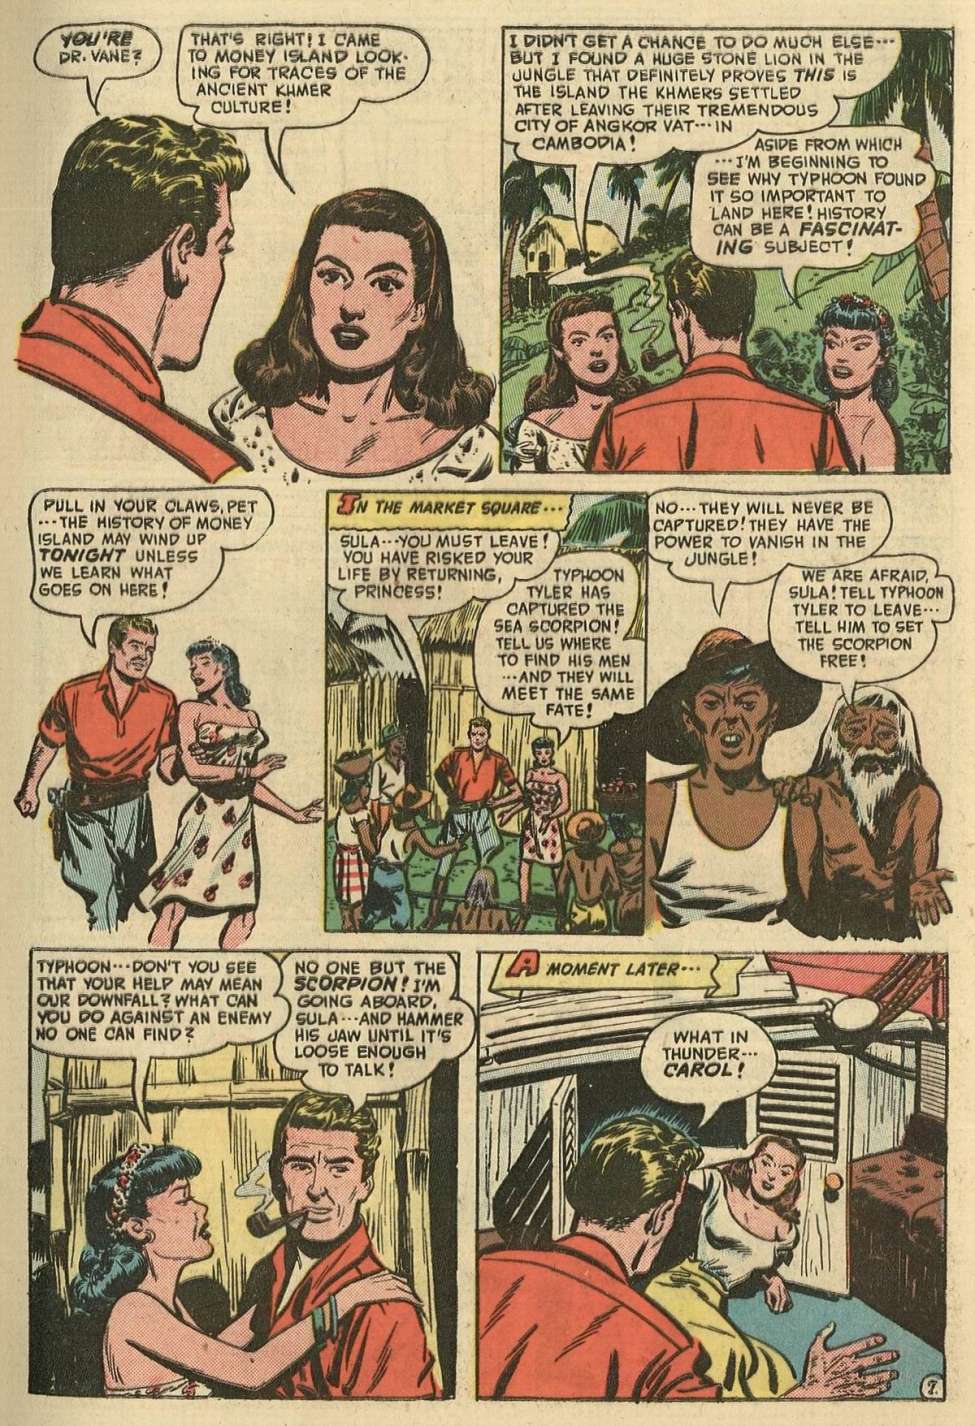 YOU'RE
DR. VANE?
THAT'S RIGHT! I CAME
TO MONEY ISLAND LOOK-
ING FOR TRACES OF THE
ANCIENT KHMER
CULTURE!
I DIDN'T GET A CHANCE TO DO MUCH ELSE---
BUT I FOUND A HUGE STONE LION IN THE
JUNGLE THAT DEFINITELY PROVES THIS IS
THE ISLAND THE KHMERS SETTLED
AFTER LEAVING THEIR TREMENDOUS
CITY OF ANGKOR VAT---IN
CAMBODIA!
ASIDE FROM WHICH
---I'M BEGINNING TO
SEE WHY TYPHOON FOUND
IT SO IMPORTANT TO
LAND HERE! HISTORY
CAN BE A FASCINAT-
ING SUBJECT!
PULL IN YOUR CLAWS, PET
---THE HISTORY OF MONEY
ISLAND MAY WIND UP
TONIGHT UNLESS
WE LEARN WHAT
GOES ON HERE!
IN THE MARKET SQUARE---
SULA---YOU MUST LEAVE!
YOU HAVE RISKED YOUR
LIFE BY RETURNING,
PRINCESS!
TYPHOON
TYLER HAS
CAPTURED THE
SEA SCORPION!
TELL US WHERE
TO FIND HIS MEN
---AND THEY WILL
MEET THE SAME
FATE!
NO---THEY WILL NEVER BE
CAPTURED! THEY HAVE THE
POWER TO VANISH IN THE
JUNGLE!
WE ARE AFRAID,
SULA! TELL TYPHOON
TYLER TO LEAVE---
TELL HIM TO SET
THE SCORPION
FREE!
TYPHOON---DON'T YOU SEE
THAT YOUR HELP MAY MEAN
OUR DOWNFALL? WHAT CAN
YOU DO AGAINST AN ENEMY
NO ONE CAN FIND?
NO ONE BUT THE
SCORPION! I'M
GOING ABOARD,
SULA---AND HAMMER
HIS JAW UNTIL IT'S
LOOSE ENOUGH
TO TALK!
A MOMENT LATER---
WHAT IN
THUNDER---
CAROL!
7.